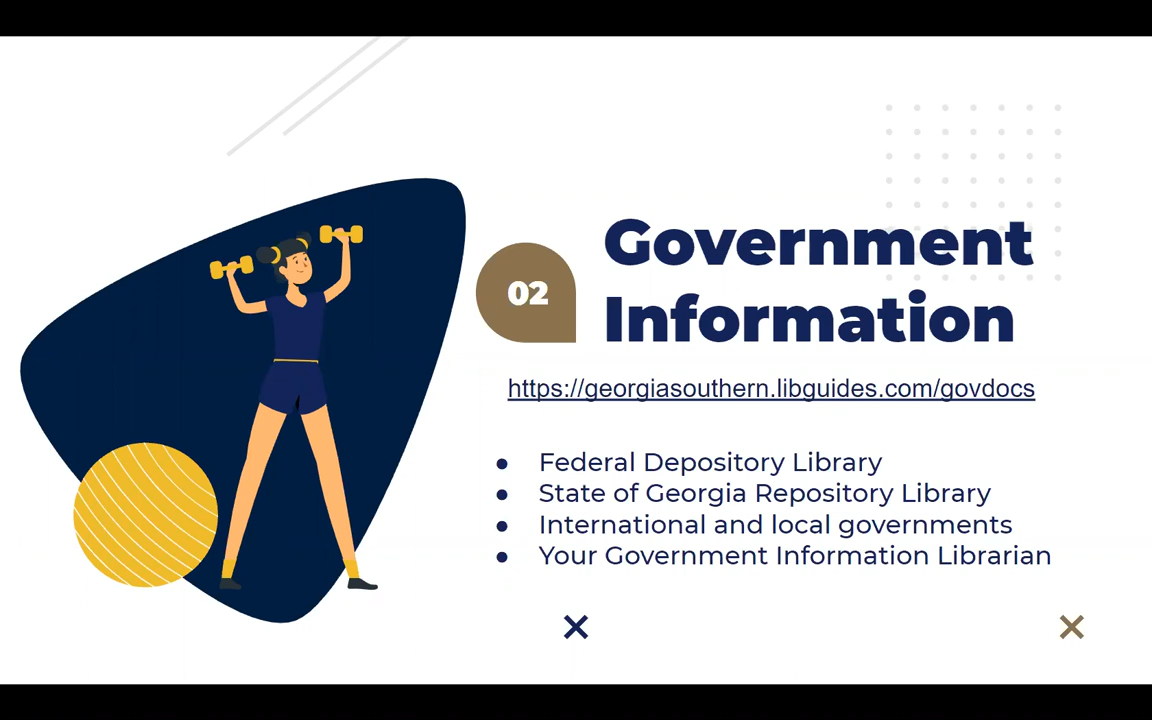 02
Government
Information
https://georgiasouthern.libguides.com/govdocs
● Federal Depository Library
● State of Georgia Repository Library
● International and local governments
● Your Government Information Librarian